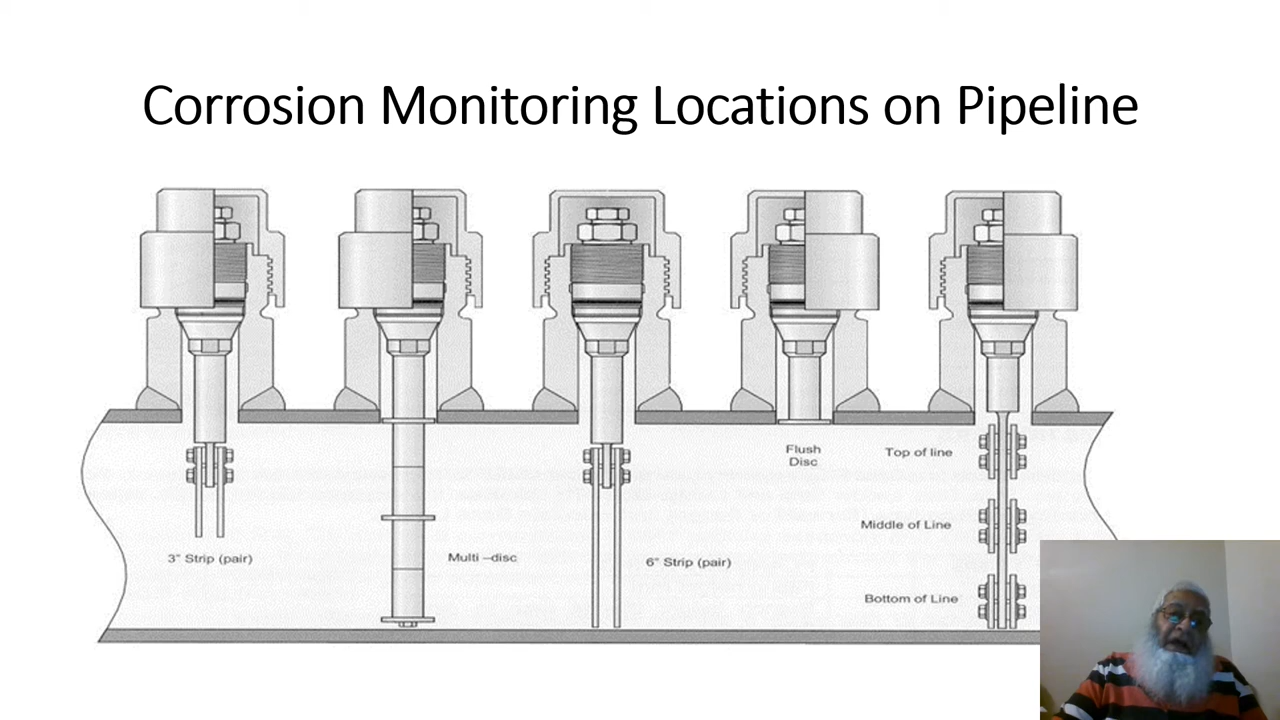 Corrosion Monitoring Locations on Pipeline
Flush
Disc
Top of line
Middle of Line
3" Strip (pair)
Multi –disc
6" Strip (pair)
Bottom of Line